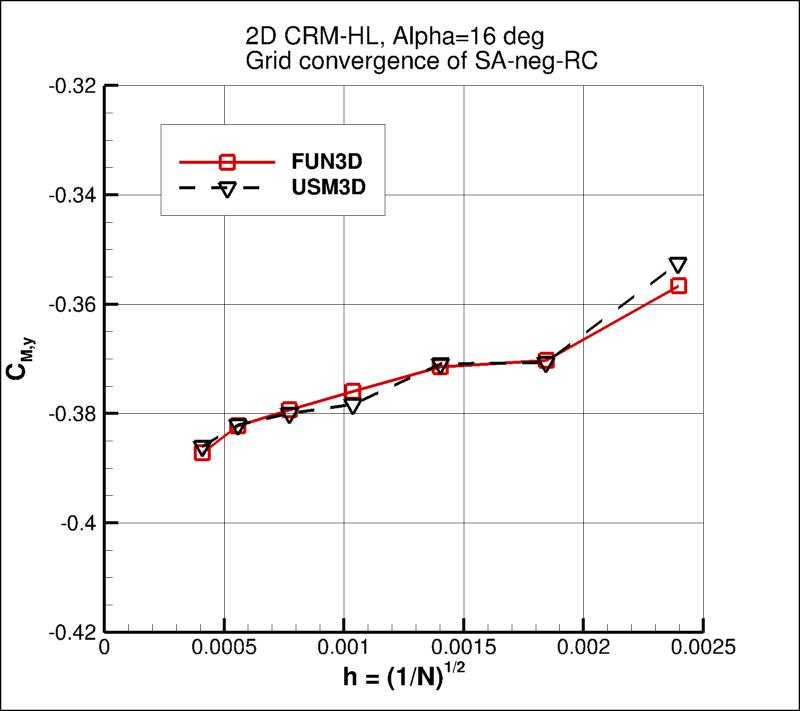 2D CRM-HL, Alpha=16 deg
Grid convergence of SA-neg-RC
-0.32
FUN3D
USM3D
-0.34
-0.36
C_M,y
-0.38
-0.4
-0.42
0 0.0005 0.001 0.0015 0.002 0.0025
h = (1/N)^1/2